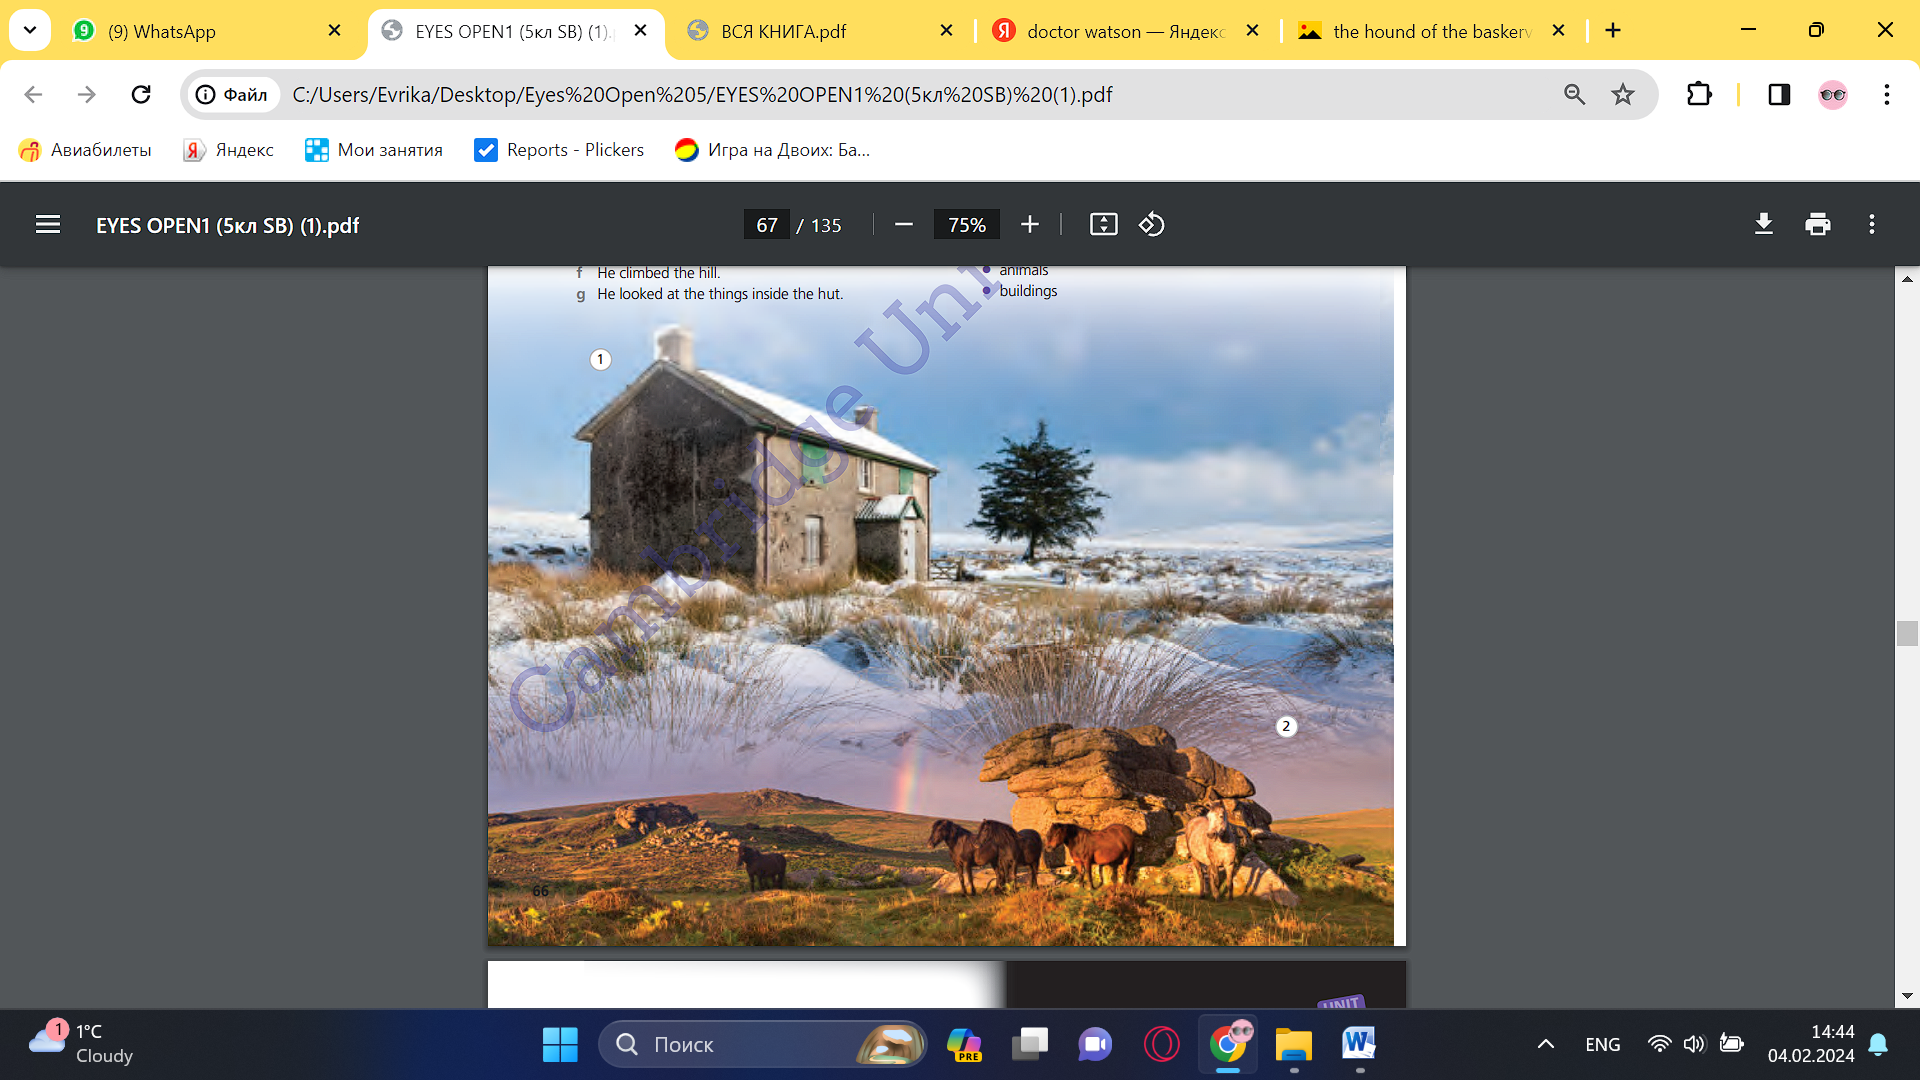 (9) WhatsApp
EYES OPEN1 (5кл SB) (1).
ВСЯ КНИГА.pdf
doctor watson — Яндекс
the hound of the baskerv
Файл
C:/Users/Evrika/Desktop/Eyes%20Open%205/EYES%20OPEN1%20(5кл%20SB)%20(1).pdf
Авиабилеты
Яндекс
Мои занятия
Reports - Plickers
Игра на Двоих: Ба...
EYES OPEN1 (5кл SB) (1).pdf
67 / 135
75%
f He climbed the hill.
g He looked at the things inside the hut.
animals
buildings
1
Cambridge Uni
2
66
UNIT
1
1°C
Cloudy
Поиск
PRE
ENG
14:44
04.02.2024